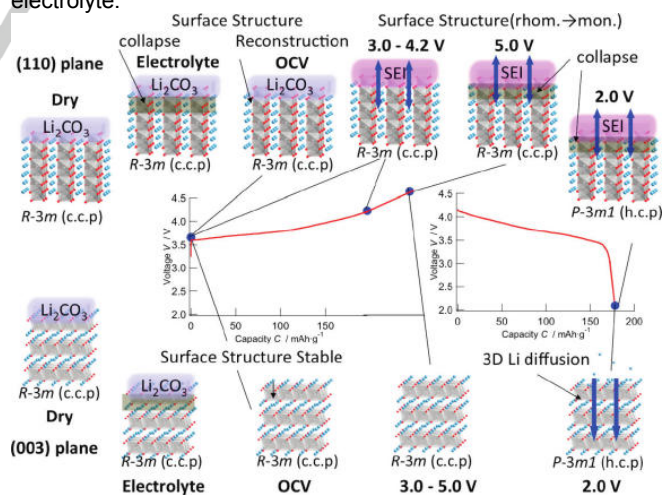 electrolyte.
Surface Structure
Surface Structure(rhom.→mon.)
collapse
Reconstruction
3.0 - 4.2 V
5.0 V
(110) plane
Electrolyte
OCV
SEI
SEI
collapse
Dry
Li2CO3
Li2CO3
2.0 V
Li2CO3
SEI
R-3m (c.c.p)
R-3m (c.c.p)
R-3m (c.c.p)
R-3m (c.c.p)
R-3m (c.c.p)
P-3m1 (h.c.p)
Voltage V / V
4.5
4.0
3.5
3.0
2.5
2.0
0
50
100
150
Capacity C / mAh·g-1
Voltage V / V
4.5
4.0
3.5
3.0
2.5
2.0
0
50
100
150
200
Capacity C / mAh·g-1
Li2CO3
Surface Structure Stable
3D Li diffusion
R-3m (c.c.p)
Li2CO3
Dry
(003) plane
R-3m (c.c.p)
R-3m (c.c.p)
R-3m (c.c.p)
P-3m1 (h.c.p)
Electrolyte
OCV
3.0 - 5.0 V
2.0 V